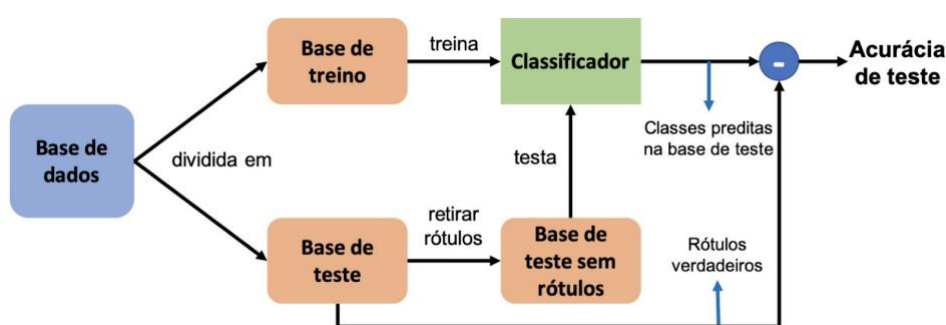 Base de
dados
dividida em
Base de
treino
treina
Classificador
-
Acurácia
de teste
Classes preditas
na base de teste
testa
Base de
teste
retirar
rótulos
Base de
teste sem
rótulos
Rótulos
verdadeiros